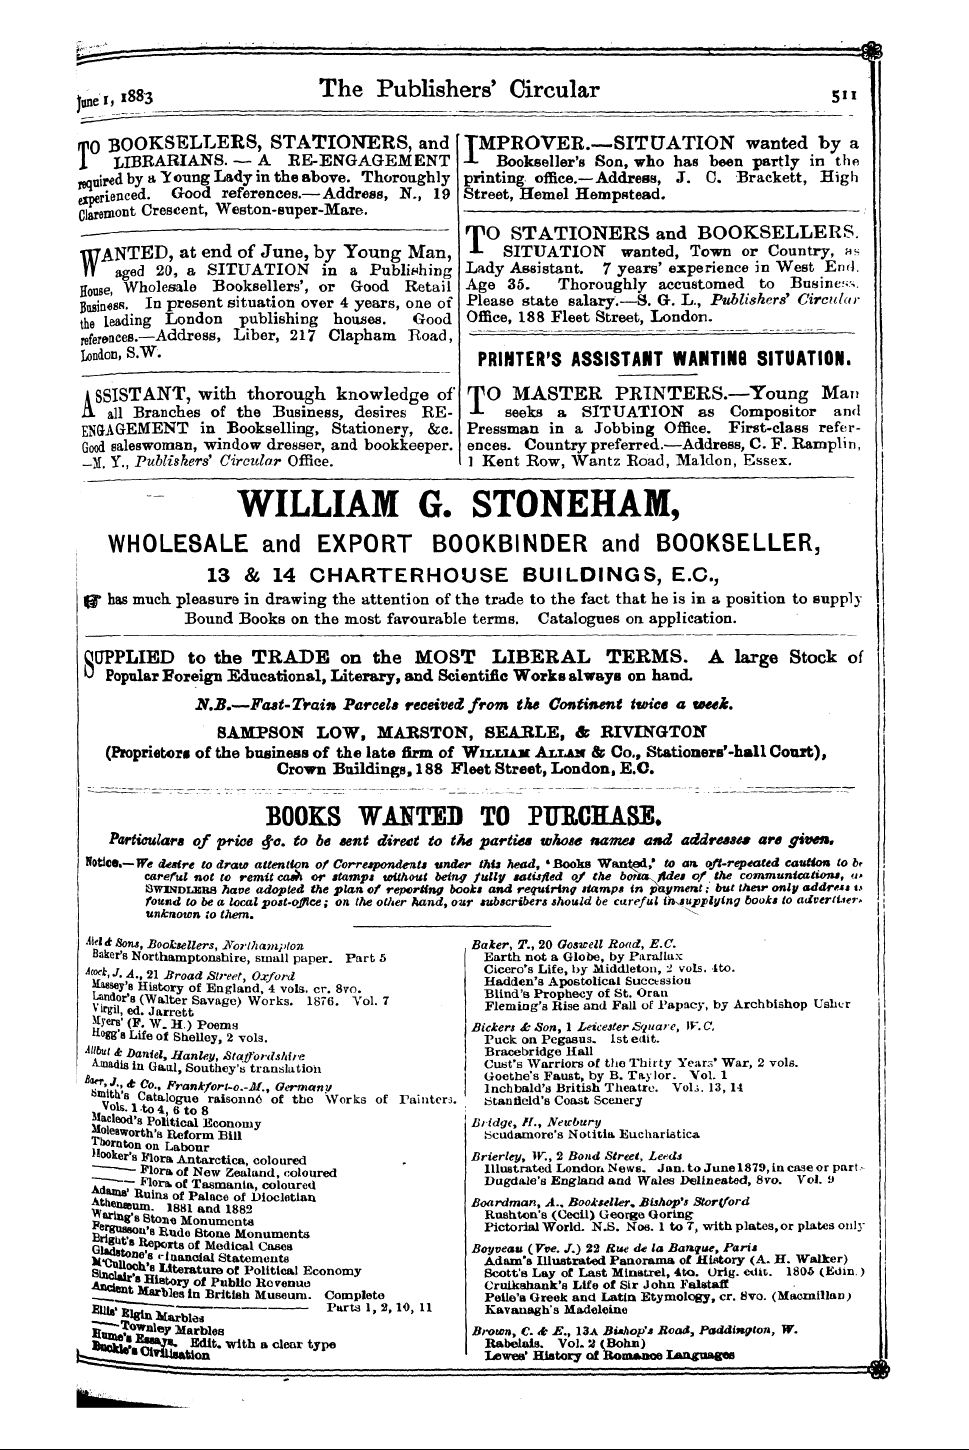 June 1, 1883
The Publishers' Circular
511
TO BOOKSELLERS, STATIONERS, and
LIBRARIANS. — A RE-ENGAGEMENT
required by a Young Lady in the above. Thoroughly
experienced. Good references.—Address, N., 19
Claremont Crescent, Weston-super-Mare.
WANTED, at end of June, by Young Man,
aged 20, a SITUATION in a Publishing
House, Wholesale Booksellers', or Good Retail
Business. In present situation over 4 years, one of
the leading London publishing houses. Good
references.—Address, Liber, 217 Clapham Road,
London, S.W.
ASSISTANT, with thorough knowledge of
all Branches of the Business, desires RE-
ENGAGEMENT in Bookselling, Stationery, &c.
Good saleswoman, window dresser, and bookkeeper.
—M. Y., Publishers' Circular Office.
IMPROVER.—SITUATION wanted by a
Bookseller's Son, who has been partly in the
printing office.—Address, J. C. Brackett, High
Street, Hemel Hempstead.
TO STATIONERS and BOOKSELLERS.
SITUATION wanted, Town or Country, as
Lady Assistant. 7 years' experience in West End.
Age 35. Thoroughly accustomed to Business.
Please state salary.—S. G. L., Publishers' Circular
Office, 188 Fleet Street, London.
PRINTER'S ASSISTANT WANTING SITUATION.
TO MASTER PRINTERS.—Young Man
seeks a SITUATION as Compositor and
Pressman in a Jobbing Office. First-class refer-
ences. Country preferred.—Address, C. F. Ramplin,
1 Kent Row, Wantz Road, Maldon, Essex.
WILLIAM G. STONEHAM,
WHOLESALE and EXPORT BOOKBINDER and BOOKSELLER,
13 & 14 CHARTERHOUSE BUILDINGS, E.C.,
☞ has much pleasure in drawing the attention of the trade to the fact that he is in a position to supply
Bound Books on the most favourable terms. Catalogues on application.
SUPPLIED to the TRADE on the MOST LIBERAL TERMS. A large Stock of
Popular Foreign Educational, Literary, and Scientific Works always on hand.
N.B.—Fast-Train Parcels received from the Continent twice a week.
SAMPSON LOW, MARSTON, SEARLE, & RIVINGTON
(Proprietors of the business of the late firm of WILLIAM ALLAN & Co., Stationers'-hall Court),
Crown Buildings, 188 Fleet Street, London, E.C.
BOOKS WANTED TO PURCHASE.
Particulars of price &c. to be sent direct to the parties whose names and addresses are given.
Notice.—We desire to draw attention of Correspondents under this head, 'Books Wanted,' to an oft-repeated caution to be
careful not to remit cash or stamps without being fully satisfied of the bona fides of the communications, as
SWINDLERS have adopted the plan of reporting books and requiring stamps in payment; but their only address is
found to be a local post-office; on the other hand, our subscribers should be careful in supplying books to advertisers
unknown to them.
Abel & Sons, Booksellers, Northampton
Baker's Northamptonshire, small paper. Part 5
Acock, J. A., 21 Broad Street, Oxford
Massey's History of England, 4 vols. cr. 8vo.
Landor's (Walter Savage) Works. 1876. Vol. 7
Virgil, ed. Jarrett
Myers' (F. W. H.) Poems
Hogg's Life of Shelley, 2 vols.
Allbut & Daniel, Hanley, Staffordshire
Amadis in Gaul, Southey's translation
Baer, J., & Co., Frankfort-o.-M., Germany
Smith's Catalogue raisonné of the Works of Painters.
Vols. 1 to 4, 6 to 8
Macleod's Political Economy
Molesworth's Reform Bill
Thornton on Labour
Hooker's Flora Antarctica, coloured
—— Flora of New Zealand, coloured
—— Flora of Tasmania, coloured
Adams' Ruins of Palace of Diocletian
Athenæum. 1881 and 1882
Waring's Stone Monuments
Fergusson's Rude Stone Monuments
Bright's Reports of Medical Cases
Gladstone's Financial Statements
M'Culloch's Literature of Political Economy
Sinclair's History of Public Revenue
Ancient Marbles in British Museum. Complete
—— Parts 1, 2, 10, 11
Ellis' Elgin Marbles
—— Townley Marbles
Hume's Essays. Edit. with a clear type
Buckle's Civilisation
Baker, T., 20 Goswell Road, E.C.
Earth not a Globe, by Parallax
Cicero's Life, by Middleton, 2 vols. 4to.
Hadden's Apostolical Succession
Blind's Prophecy of St. Oran
Fleming's Rise and Fall of Papacy, by Archbishop Usher
Bickers & Son, 1 Leicester Square, W.C.
Puck on Pegasus. 1st edit.
Bracebridge Hall
Cust's Warriors of the Thirty Years' War, 2 vols.
Goethe's Faust, by B. Taylor. Vol. 1
Inchbald's British Theatre. Vols. 13, 14
Stanfield's Coast Scenery
Bridge, H., Newbury
Scudamore's Notitia Eucharistica
Brierley, W., 2 Bond Street, Leeds
Illustrated London News. Jan. to June 1879, in case or parts
Dugdale's England and Wales Delineated, 8vo. Vol. 9
Boardman, A., Bookseller, Bishop's Stortford
Rushton's (Cecil) George Goring
Pictorial World. N.S. Nos. 1 to 7, with plates, or plates only
Boyveau (Vve. J.) 22 Rue de la Banque, Paris
Adam's Illustrated Panorama of History (A. H. Walker)
Scott's Lay of Last Minstrel, 4to. Orig. edit. 1805 (Edin.)
Cruikshank's Life of Sir John Falstaff
Peile's Greek and Latin Etymology, cr. 8vo. (Macmillan)
Kavanagh's Madeleine
Brown, C. & E., 13A Bishop's Road, Paddington, W.
Rabelais. Vol. 2 (Bohn)
Lewes' History of Romance Languages